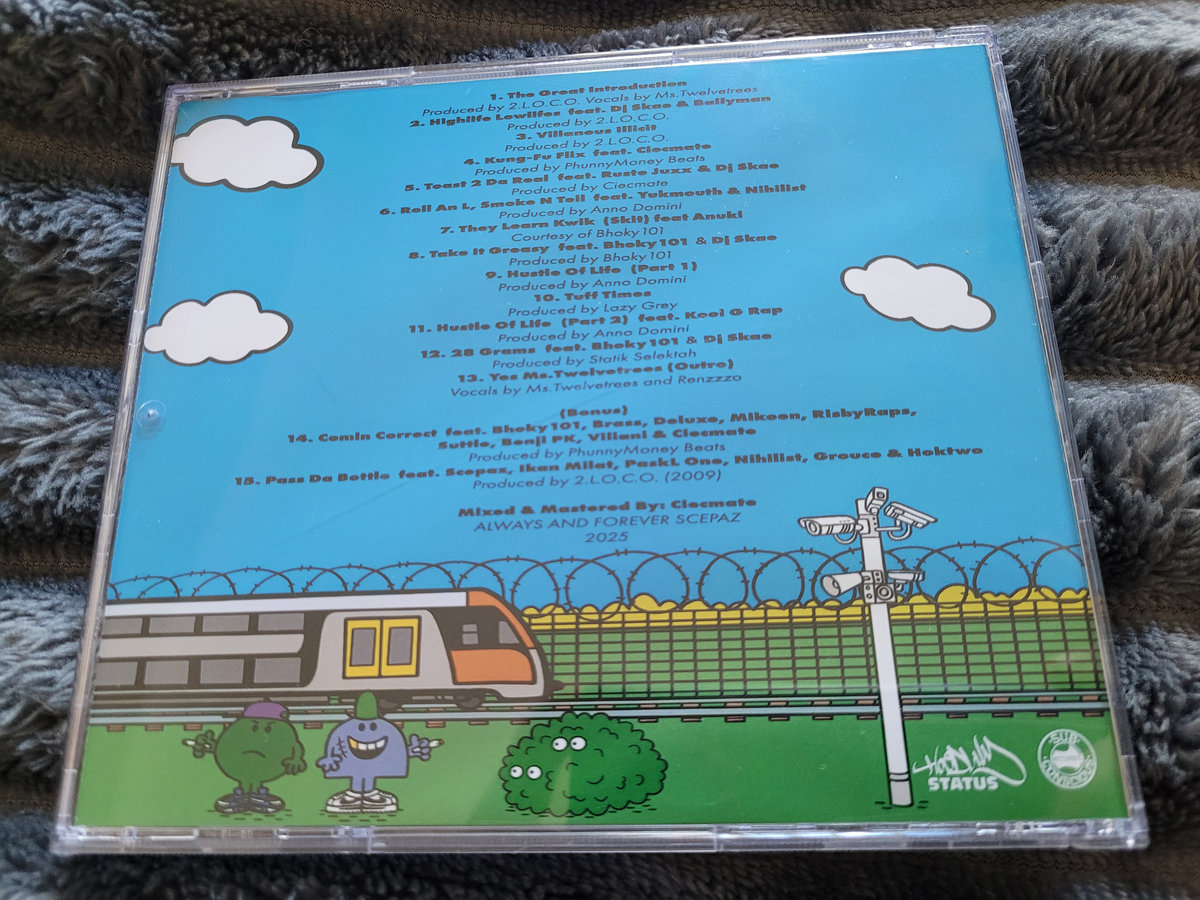 1. The Great Introduction
Produced by 2.L.O.C.O. Vocals by Ms.Twelvetrees
2. Highlife Lowlifes feat. Dj Skae & Ballyman
Produced by 2.L.O.C.O.
3. Villanous Illicit
Produced by 2.L.O.C.O.
4. Kung-Fu Flix feat. Ciecmate
Produced by PhunnyMoney Beats
5. Toast 2 Da Real feat. Ruste Juxx & Dj Skae
Produced by Ciecmate
6. Roll An L, Smoke N Tell feat. Yukmouth & Nihilist
Produced by Anno Domini
7. They Learn Kwik (Skit) feat Anuki
Courtesy of Bhoky101
8. Take It Greasy feat. Bhoky101 & Dj Skae
Produced by Bhoky101
9. Hustle Of Life (Part 1)
Produced by Anno Domini
10. Tuff Times
Produced by Lazy Grey
11. Hustle Of Life (Part 2) feat. Kool G Rap
Produced by Anno Domini
12. 28 Grams feat. Bhoky101 & Dj Skae
Produced by Statik Selektah
13. Yes Ms.Twelvetrees (Outro)
Vocals by Ms.Twelvetrees and Renzzzo
(Bonus)
14. Comin Correct feat. Bhoky101, Brass, Deluxe, Mikoen, RisbyRaps,
Suttle, Benji PK, Villani & Ciecmate
Produced by PhunnyMoney Beats
15. Pass Da Bottle feat. Scepaz, Ikan Milat, PaskL One, Nihilist, Grouce & Hoktwo
Produced by 2.L.O.C.O. (2009)
Mixed & Mastered By: Ciecmate
ALWAYS AND FOREVER SCEPAZ
2025
STATUS
SUB
RECORDS